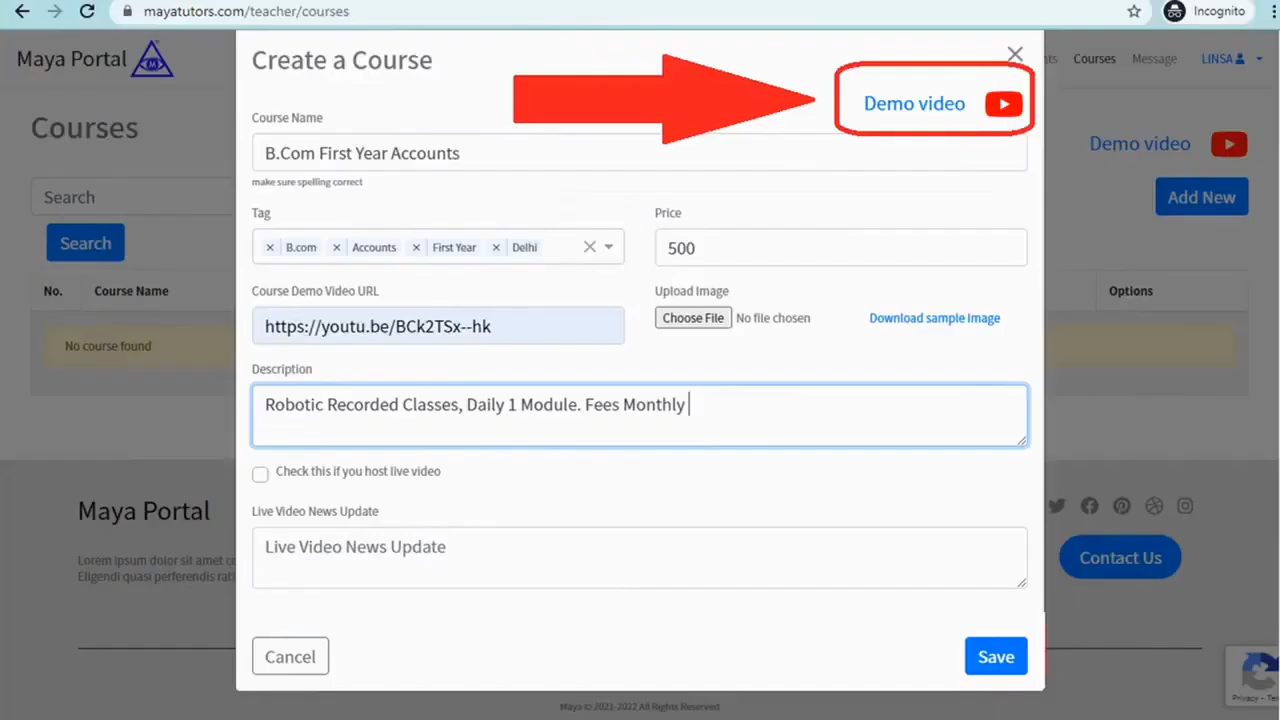 mayatutors.com/teacher/courses
Incognito
Maya Portal
Create a Course
nts Courses Message LINSA
Demo video
Courses
Course Name
Demo video
B.Com First Year Accounts
make sure spelling correct
Search
Add New
Tag Price
× B.com × Accounts × First Year × Delhi
500
Search
No. Course Name
Course Demo Video URL Upload Image
Options
https://youtu.be/BCk2TSx--hk
Choose File No file chosen Download sample Image
No course found
Description
Robotic Recorded Classes, Daily 1 Module. Fees Monthly
Check this if you host live video
Maya Portal
Live Video News Update
Live Video News Update
Lorem ipsum dolor sit amet co
Eligendi quasi perferendis rati
Contact Us
Cancel Save
Privacy - Te
Maya © 2021-2022 All Rights Reserved